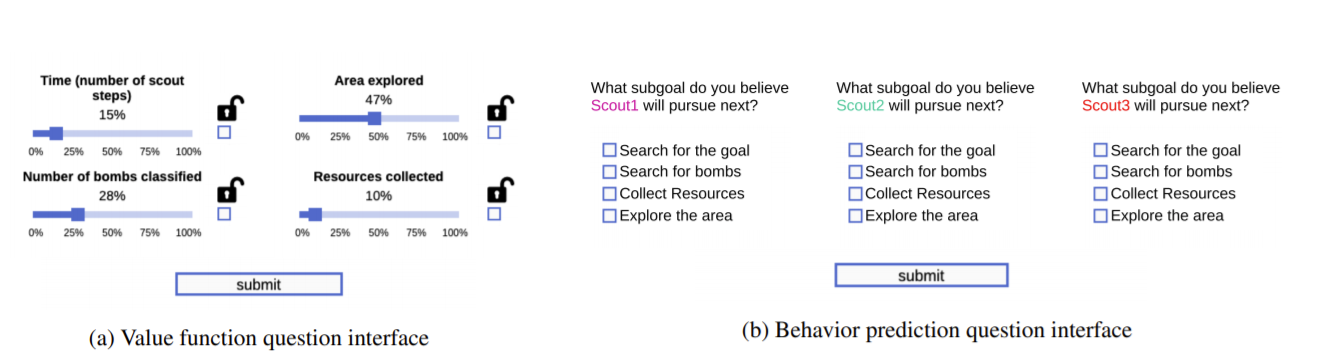 Time (number of scout
steps)
15%
0% 25% 50% 75% 100%
Area explored
47%
0% 25% 50% 75% 100%
Number of bombs classified
28%
0% 25% 50% 75% 100%
Resources collected
10%
0% 25% 50% 75% 100%
submit
(a) Value function question interface
What subgoal do you believe
Scout1 will pursue next?
Search for the goal
Search for bombs
Collect Resources
Explore the area
What subgoal do you believe
Scout2 will pursue next?
Search for the goal
Search for bombs
Collect Resources
Explore the area
What subgoal do you believe
Scout3 will pursue next?
Search for the goal
Search for bombs
Collect Resources
Explore the area
submit
(b) Behavior prediction question interface